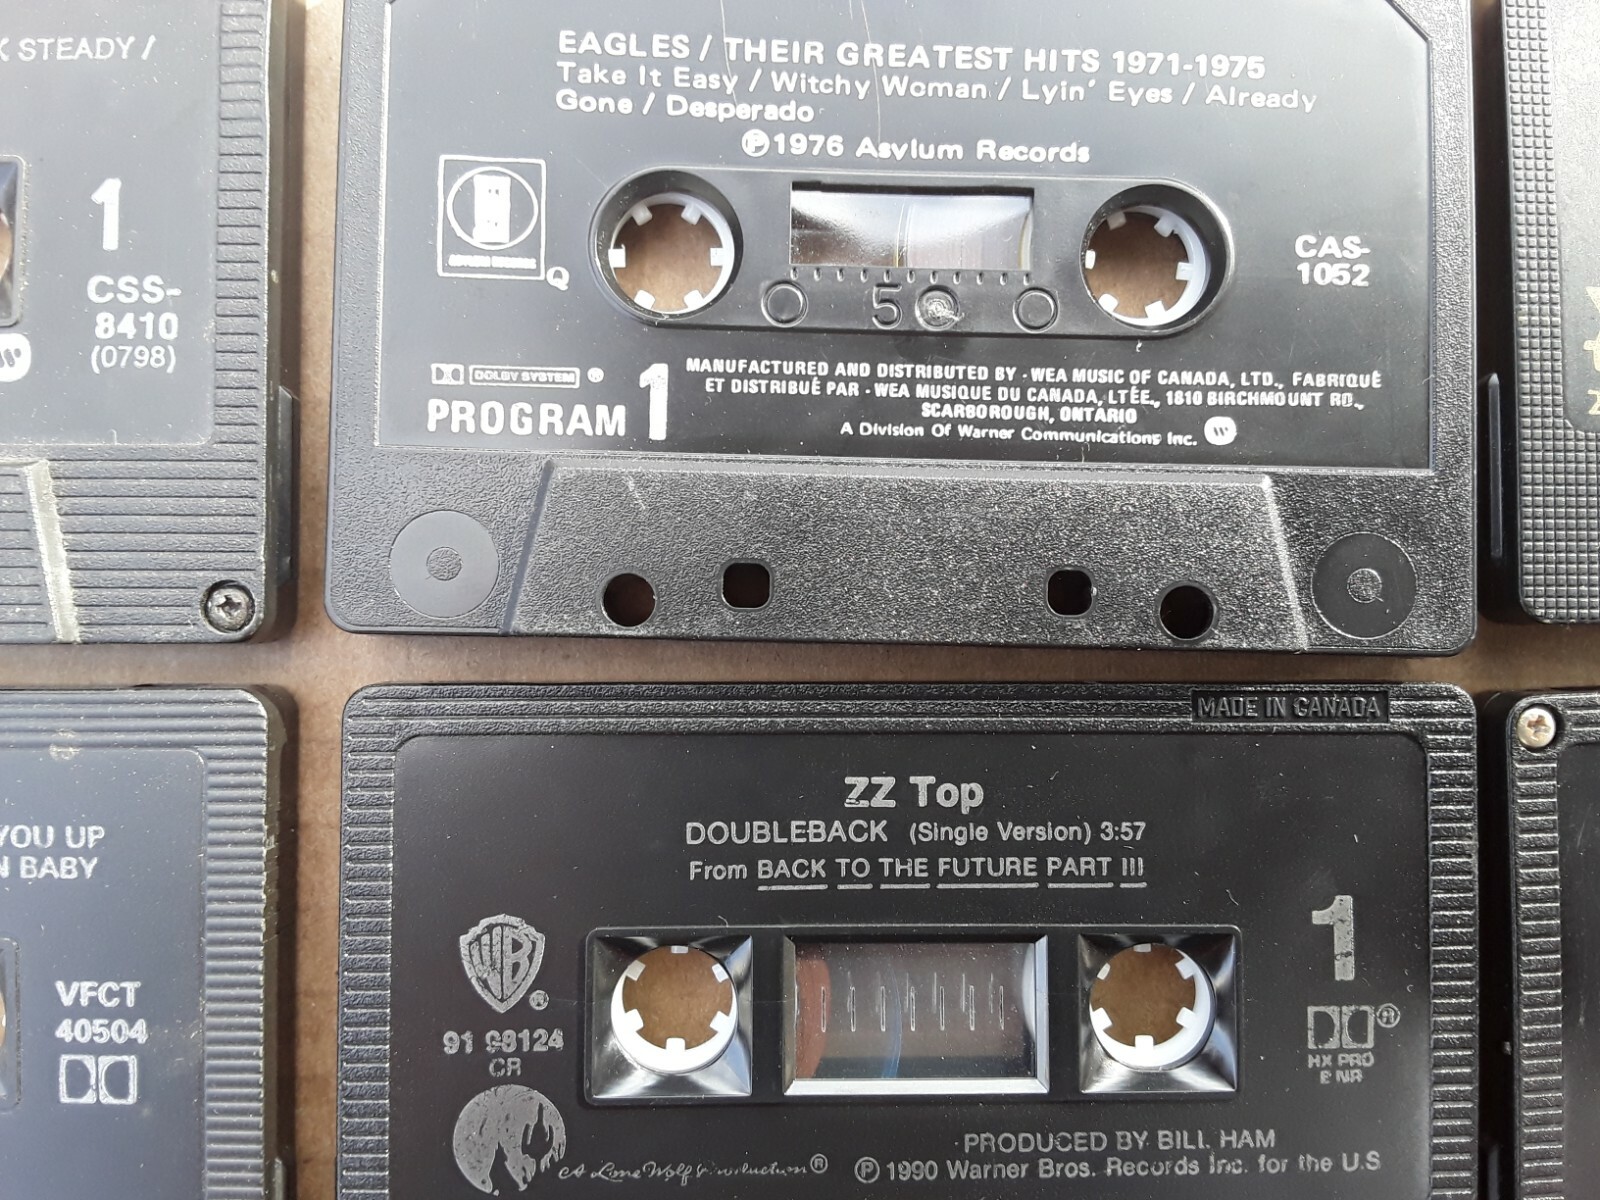 STEADY /
1
CSS-
8410
(0798)
EAGLES / THEIR GREATEST HITS 1971-1975
Take It Easy / Witchy Woman / Lyin' Eyes / Already
Gone / Desperado
Ⓟ1976 Asylum Records
Q
CAS-
1052
5
DOLBY SYSTEM ®
PROGRAM 1
MANUFACTURED AND DISTRIBUTED BY - WEA MUSIC OF CANADA, LTD., FABRIQUÉ
ET DISTRIBUÉ PAR - WEA MUSIQUE DU CANADA, LTÉE., 1810 BIRCHMOUNT RD.,
SCARBOROUGH, ONTARIO
A Division Of Warner Communications Inc.
YOU UP
BABY
VFCT
40504
MADE IN CANADA
ZZ Top
DOUBLEBACK (Single Version) 3:57
From BACK TO THE FUTURE PART III
1
WB ®
91 98124
CR
®
HX PRO
B NR
A Lone Wolf Production ®
PRODUCED BY BILL HAM
Ⓟ 1990 Warner Bros. Records Inc. for the U.S